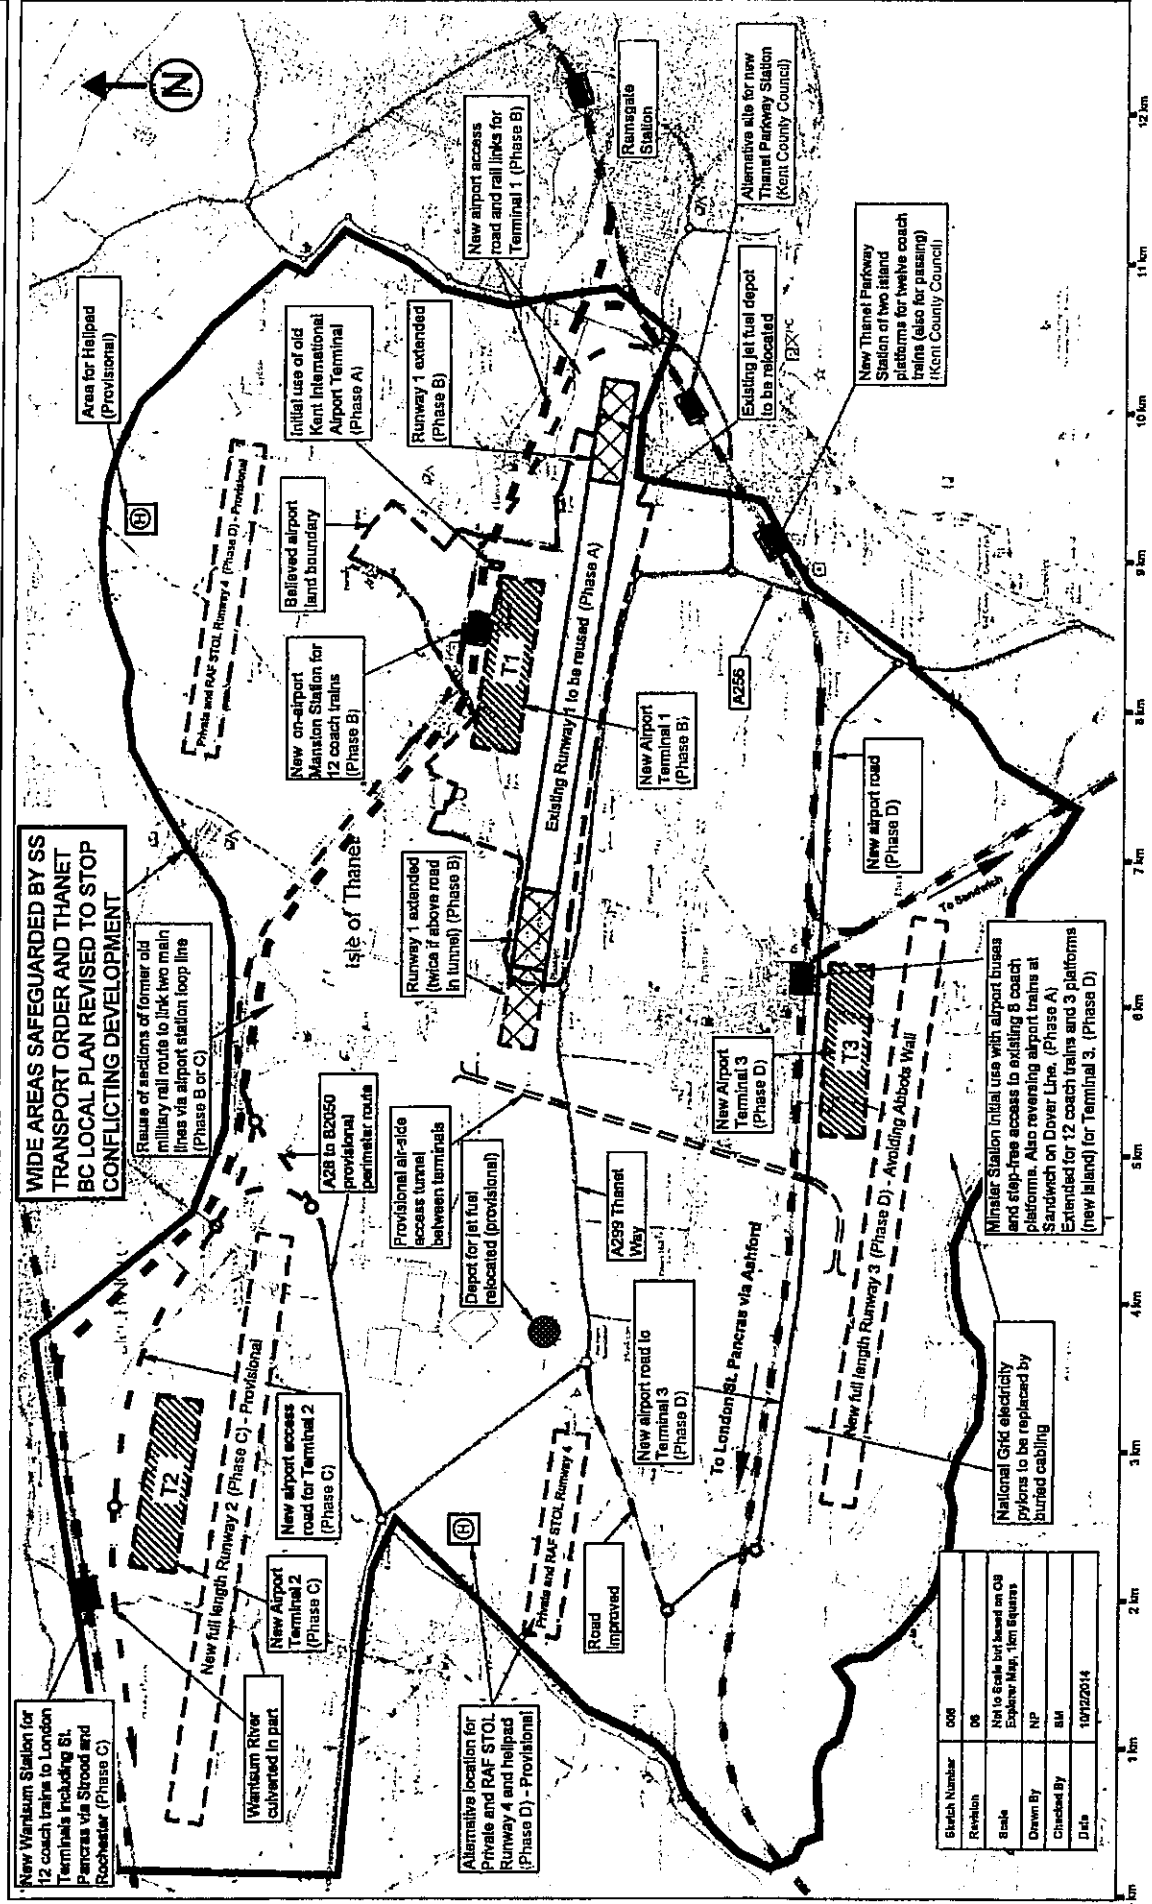 WIDE AREAS SAFEGUARDED BY SS
TRANSPORT ORDER AND THANET
BC LOCAL PLAN REVISED TO STOP
CONFLICTING DEVELOPMENT
New Wantsum Station for
12 coach trains to London
Terminals including St.
Pancras via Strood and
Rochester (Phase C)
Wantsum River
culverted in part
New Airport
Terminal 2
(Phase C)
T2
New full length Runway 2 (Phase C) - Provisional
New airport access
road for Terminal 2
(Phase C)
Reuse of sections of former old
military rail route to link two main
lines via airport station loop line
(Phase B or C)
A28 to B2050
provisional
perimeter route
Provisional air-side
access tunnel
between terminals
Depot for jet fuel
relocated (provisional)
A299 Thanet
Way
Isle of Thanet
Area for Helipad
(Provisional)
H
Private and RAF STOL Runway 4 (Phase D) - Provisional
N
Believed airport
land boundary
Initial use of old
Kent International
Airport Terminal
(Phase A)
New on-airport
Manston Station for
12 coach trains
(Phase B)
Runway 1 extended
(Phase B)
New airport access
road and rail links for
Terminal 1 (Phase B)
Ramsgate
Station
Alternative site for new
Thanet Parkway Station
(Kent County Council)
T1
Existing Runway 1 to be reused (Phase A)
Runway 1 extended
(twice if above road
in tunnel) (Phase B)
New Airport
Terminal 1
(Phase B)
Existing jet fuel depot
to be relocated
A256
New Thanet Parkway
Station of two island
platforms for twelve coach
trains (also for passing)
(Kent County Council)
New airport road
(Phase D)
To Sandwich
New Airport
Terminal 3
(Phase D)
T3
New full length Runway 3 (Phase D) - Avoiding Abbots Wall
Minster Station initial use with airport buses
and step-free access to existing 8 coach
platforms. Also reversing airport trains at
Sandwich on Dover Line. (Phase A)
Extended for 12 coach trains and 3 platforms
(new island) for Terminal 3. (Phase D)
Alternative location for
Private and RAF STOL
Runway 4 and helipad
(Phase D) - Provisional
H
Private and RAF STOL Runway 4
Road
Improved
New airport road to
Terminal 3
(Phase D)
To London St. Pancras via Ashford
National Grid electricity
pylons to be replaced by
buried cabling
Sketch Number 006
Revision 06
Scale Not to Scale but based on OS
Explorer Map, 1km Squares
Drawn By NP
Checked By SM
Date 10/12/2014
1 km
2 km
3 km
4 km
5 km
6 km
7 km
8 km
9 km
10 km
11 km
12 km